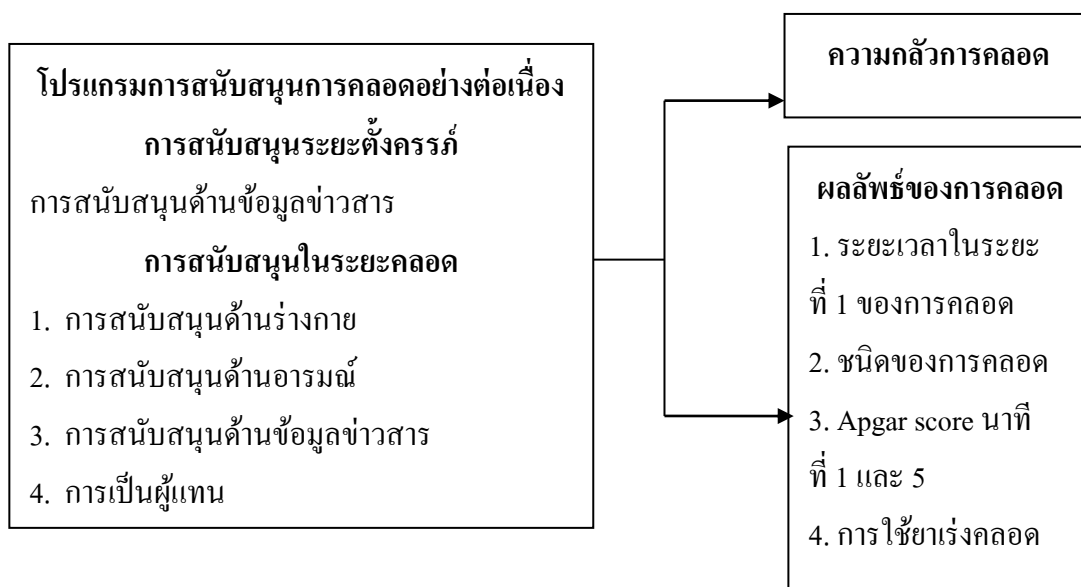 โปรแกรมการสนับสนุนการคลอดอย่างต่อเนื่อง
การสนับสนุนระยะตั้งครรภ์
การสนับสนุนด้านข้อมูลข่าวสาร
การสนับสนุนในระยะคลอด
1. การสนับสนุนด้านร่างกาย
2. การสนับสนุนด้านอารมณ์
3. การสนับสนุนด้านข้อมูลข่าวสาร
4. การเป็นผู้แทน
ความกลัวการคลอด
ผลลัพธ์ของการคลอด
1. ระยะเวลาในระยะ
ที่ 1 ของการคลอด
2. ชนิดของการคลอด
3. Apgar score นาที
ที่ 1 และ 5
4. การใช้ยาเร่งคลอด